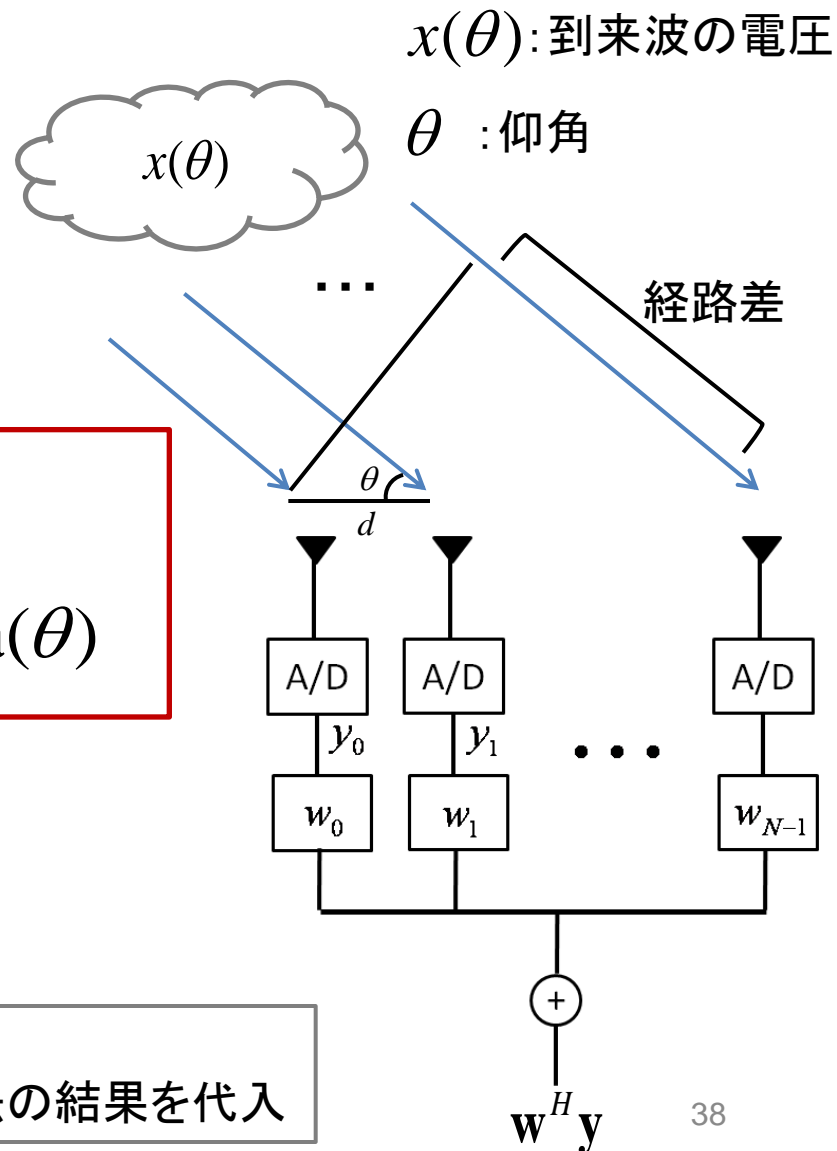 x(θ):到来波の電圧
θ :仰角
x(θ)
…
経路差
θ
d
(θ)
A/D A/D A/D
y₀ y₁ • • •
w₀ w₁ w_{N−1}
+
の結果を代入
w^H y
38